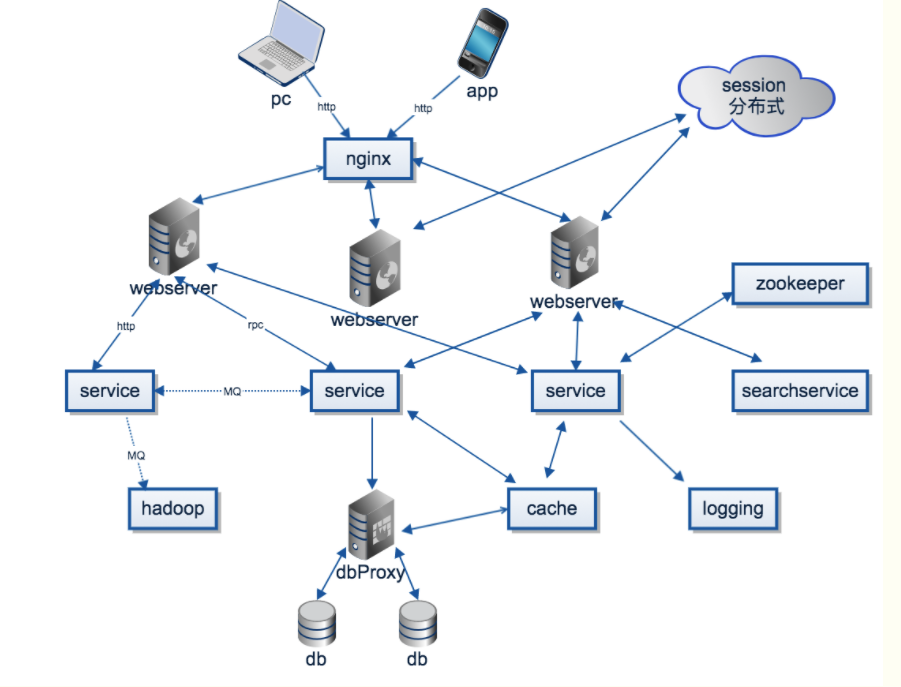 pc
app
http
http
session
分布式
nginx
webserver
webserver
webserver
zookeeper
http
rpc
service
MQ
service
service
searchservice
MQ
hadoop
cache
logging
dbProxy
db
db